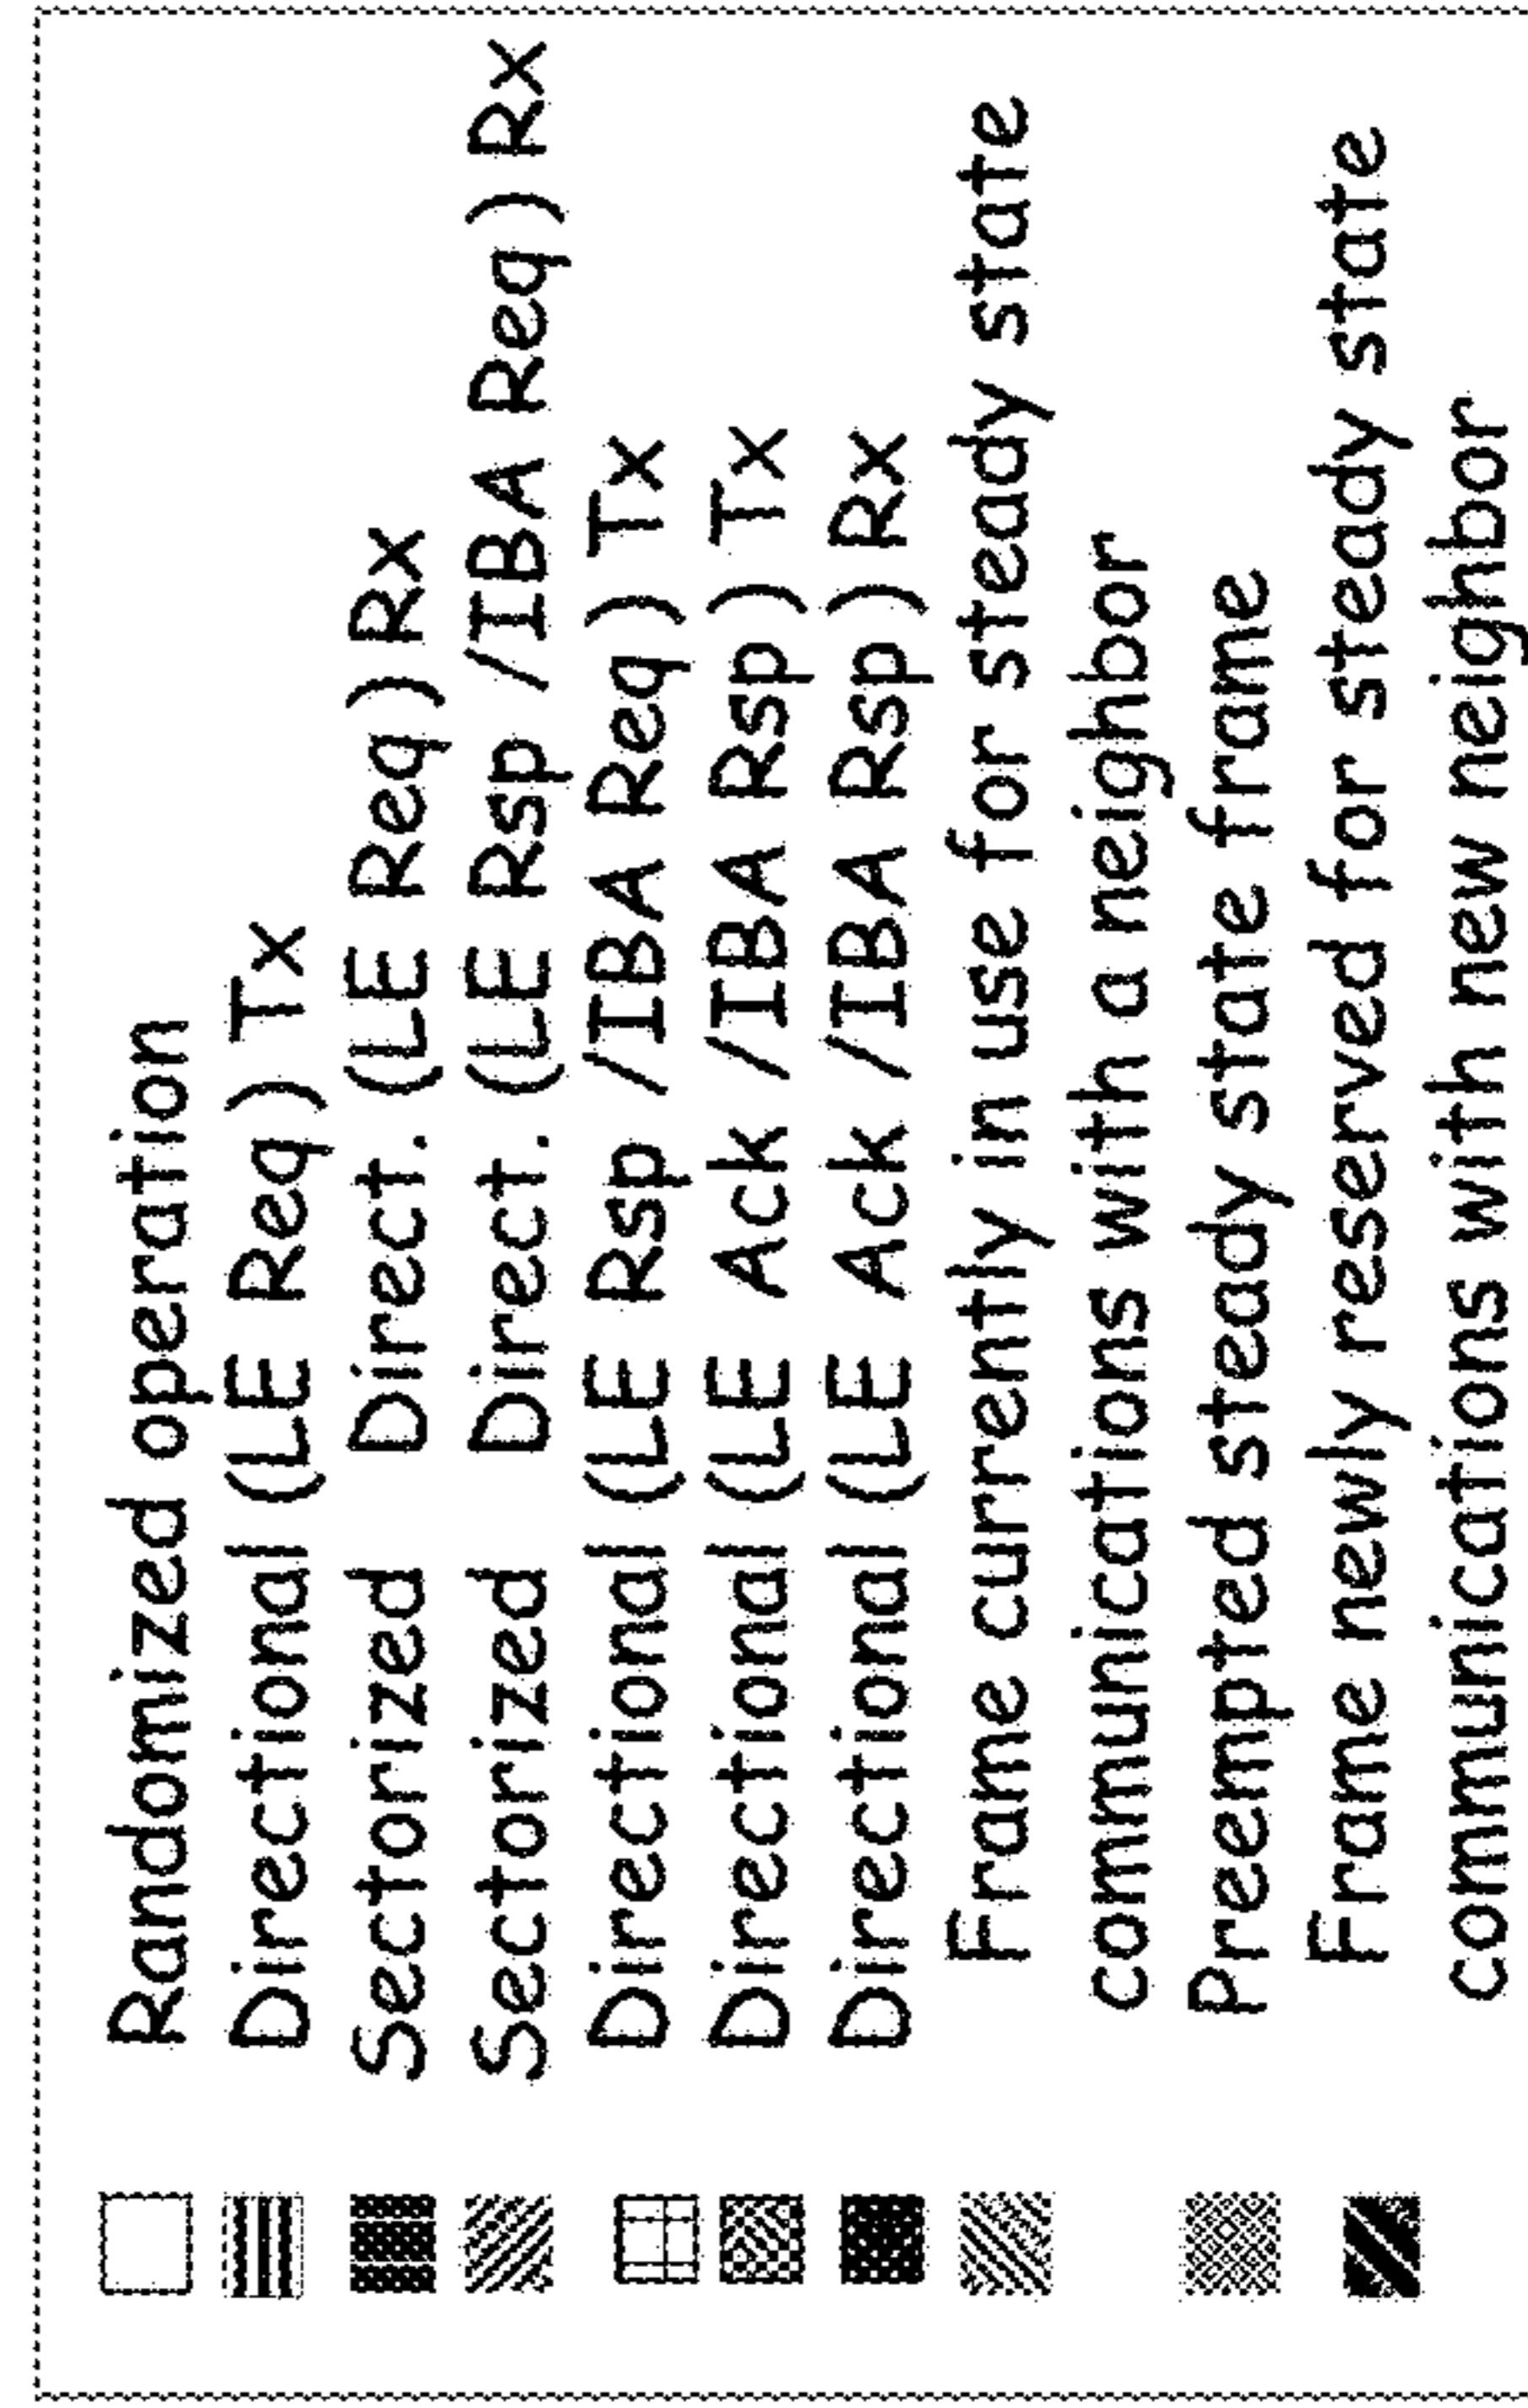 Randomized operation
Directional (LE Req) Tx
Sectorized Direct. (LE Req) Rx
Sectorized Direct. (LE Rsp /IBA Req) Rx
Directional (LE Rsp /IBA Req) Tx
Directional (LE Ack /IBA Rsp) Tx
Directional (LE Ack /IBA Rsp) Rx
Frame currently in use for steady state
communications with a neighbor
Preempted steady state frame
Frame newly reserved for steady state
communications with new neighbor